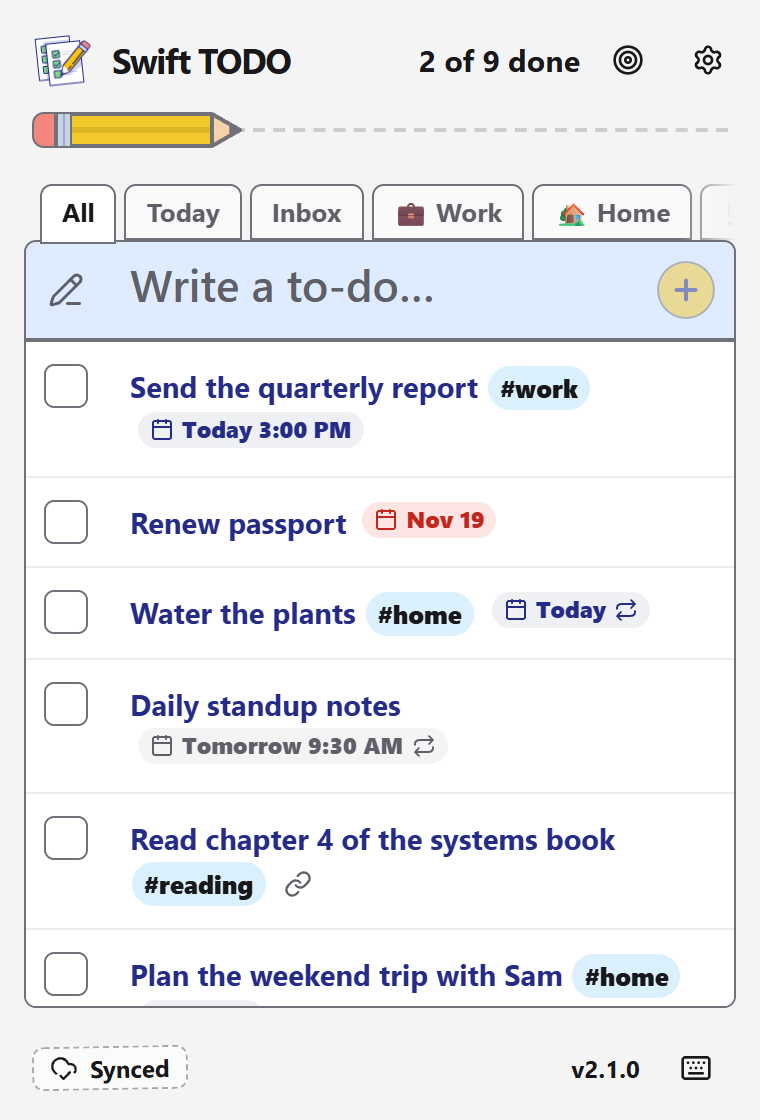 Swift TODO
2 of 9 done
All
Today
Inbox
Work
Home
Write a to-do...
Send the quarterly report #work
Today 3:00 PM
Renew passport Nov 19
Water the plants #home Today
Daily standup notes
Tomorrow 9:30 AM
Read chapter 4 of the systems book
#reading
Plan the weekend trip with Sam #home
Synced
v2.1.0